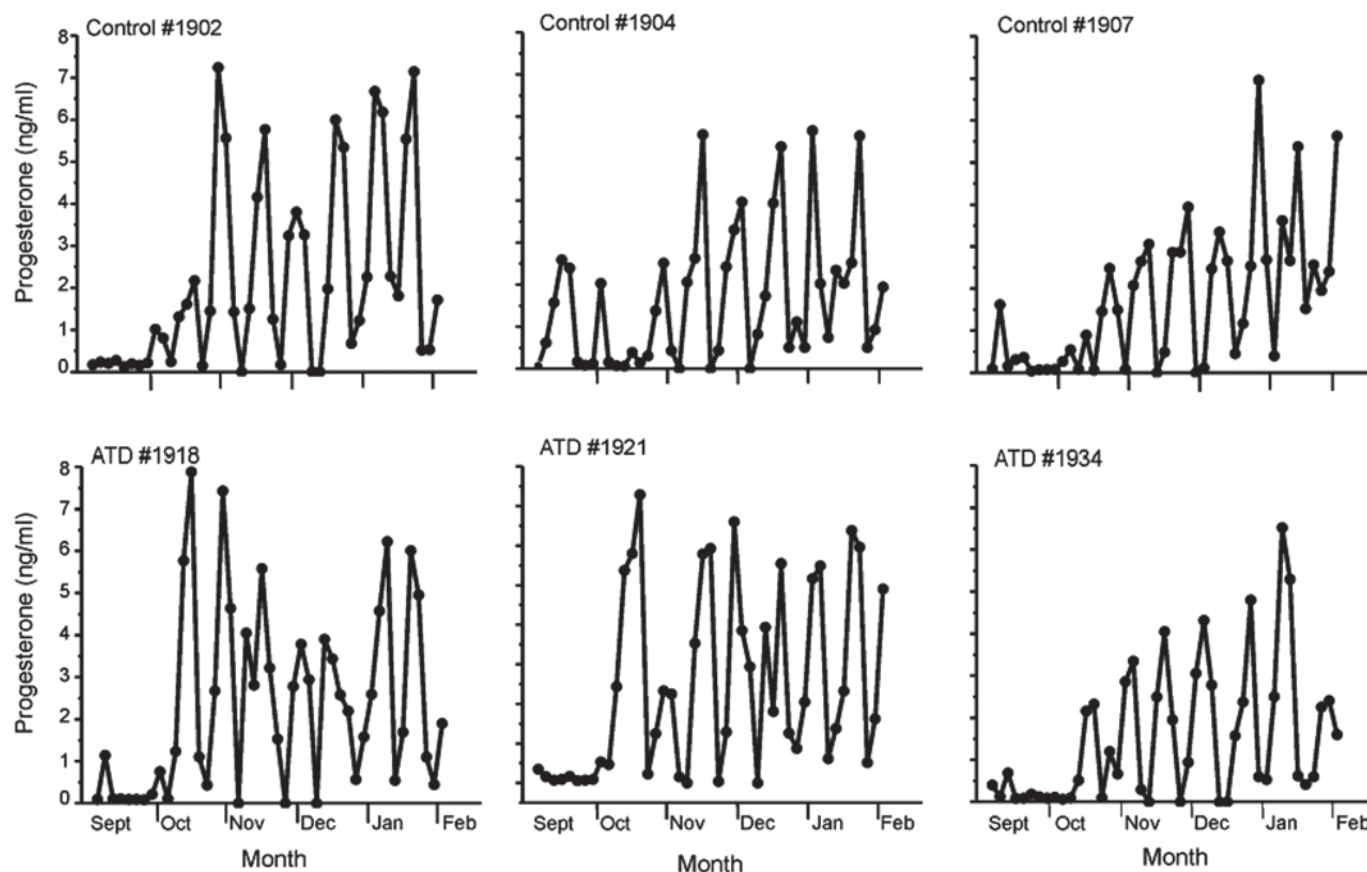 Control #1902
Control #1904
Control #1907
Progesterone (ng/ml)
8
7
6
5
4
3
2
1
0
ATD #1918
ATD #1921
ATD #1934
Progesterone (ng/ml)
8
7
6
5
4
3
2
1
0
Sept Oct Nov Dec Jan Feb
Sept Oct Nov Dec Jan Feb
Sept Oct Nov Dec Jan Feb
Month
Month
Month